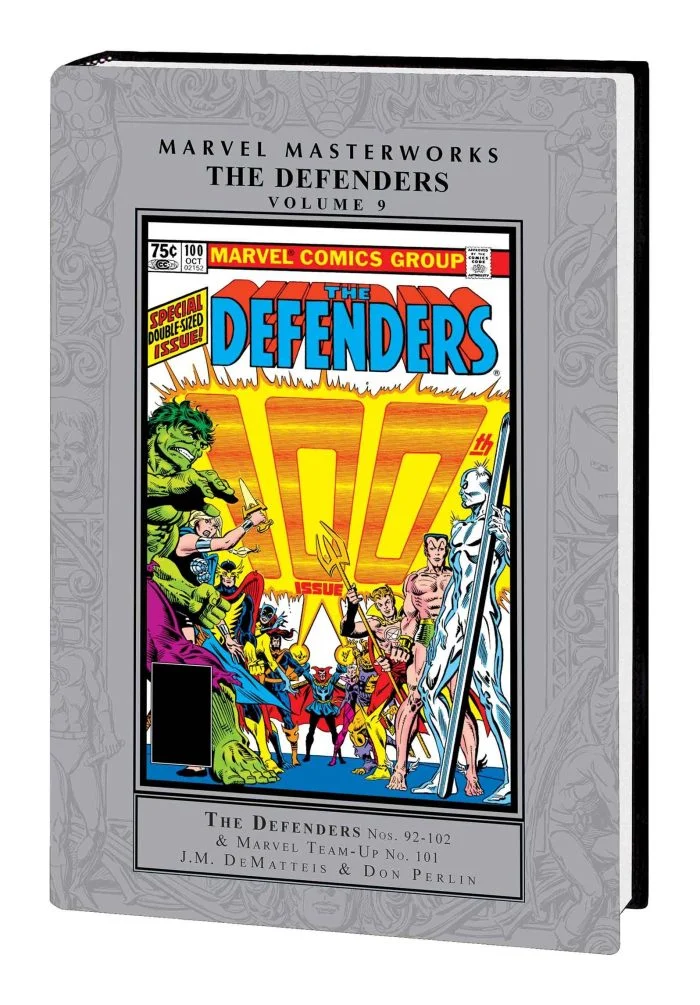 MARVEL MASTERWORKS
THE DEFENDERS
VOLUME 9
75¢ 100 OCT 02152
MARVEL® COMICS GROUP
APPROVED BY THE COMICS CODE AUTHORITY
SPECIAL
DOUBLE-SIZED
ISSUE!
THE
DEFENDERS
®
100th
ISSUE
THE DEFENDERS NOS. 92-102
& MARVEL TEAM-UP NO. 101
J.M. DEMATTEIS & DON PERLIN